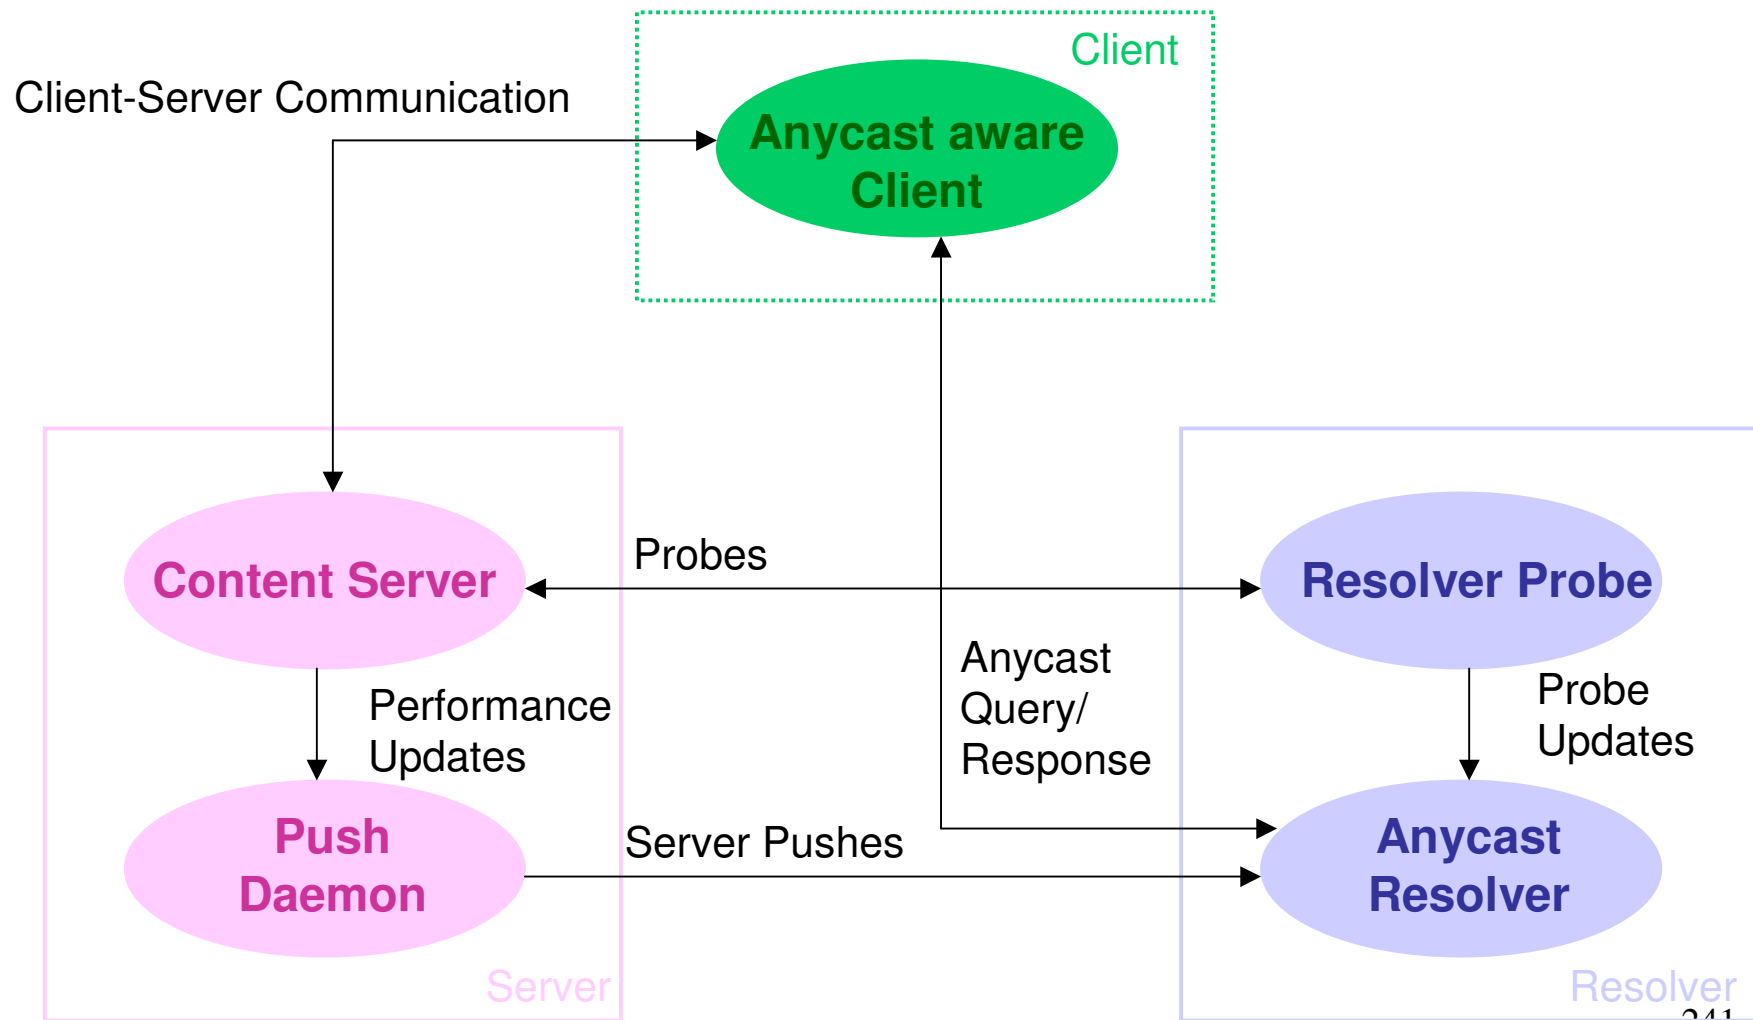 Client
Client-Server Communication
Anycast aware
Client
Probes
Content Server
Resolver Probe
Anycast
Query/
Response
Performance
Updates
Probe
Updates
Push
Daemon
Server Pushes
Anycast
Resolver
Server
Resolver
241